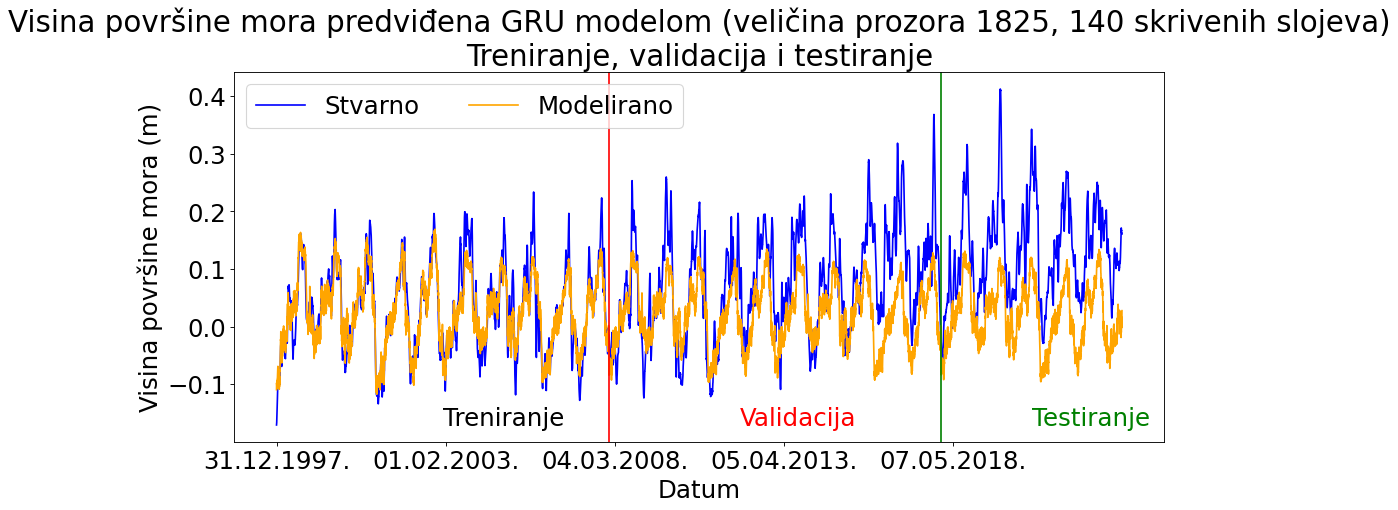 Visina površine mora predviđena GRU modelom (veličina prozora 1825, 140 skrivenih slojeva)
Treniranje, validacija i testiranje
Stvarno
Modelirano
Visina površine mora (m)
0.4
0.3
0.2
0.1
0.0
−0.1
Treniranje
Validacija
Testiranje
31.12.1997.
01.02.2003.
04.03.2008.
05.04.2013.
07.05.2018.
Datum